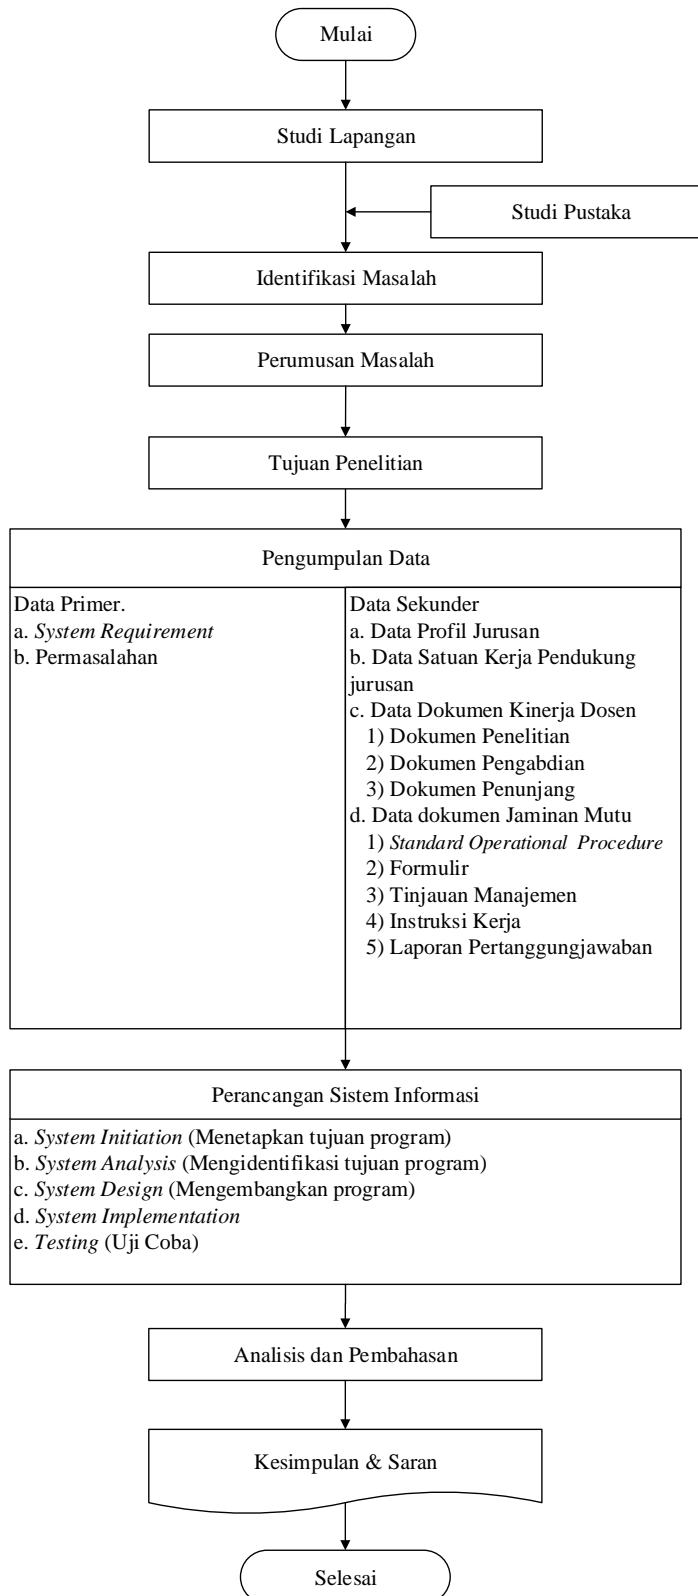 Mulai
Studi Lapangan
Studi Pustaka
Identifikasi Masalah
Perumusan Masalah
Tujuan Penelitian
Pengumpulan Data
Data Primer.
a. System Requirement
b. Permasalahan
Data Sekunder
a. Data Profil Jurusan
b. Data Satuan Kerja Pendukung
jurusan
c. Data Dokumen Kinerja Dosen
1) Dokumen Penelitian
2) Dokumen Pengabdian
3) Dokumen Penunjang
d. Data dokumen Jaminan Mutu
1) Standard Operational Procedure
2) Formulir
3) Tinjauan Manajemen
4) Instruksi Kerja
5) Laporan Pertanggungjawaban
Perancangan Sistem Informasi
a. System Initiation (Menetapkan tujuan program)
b. System Analysis (Mengidentifikasi tujuan program)
c. System Design (Mengembangkan program)
d. System Implementation
e. Testing (Uji Coba)
Analisis dan Pembahasan
Kesimpulan & Saran
Selesai